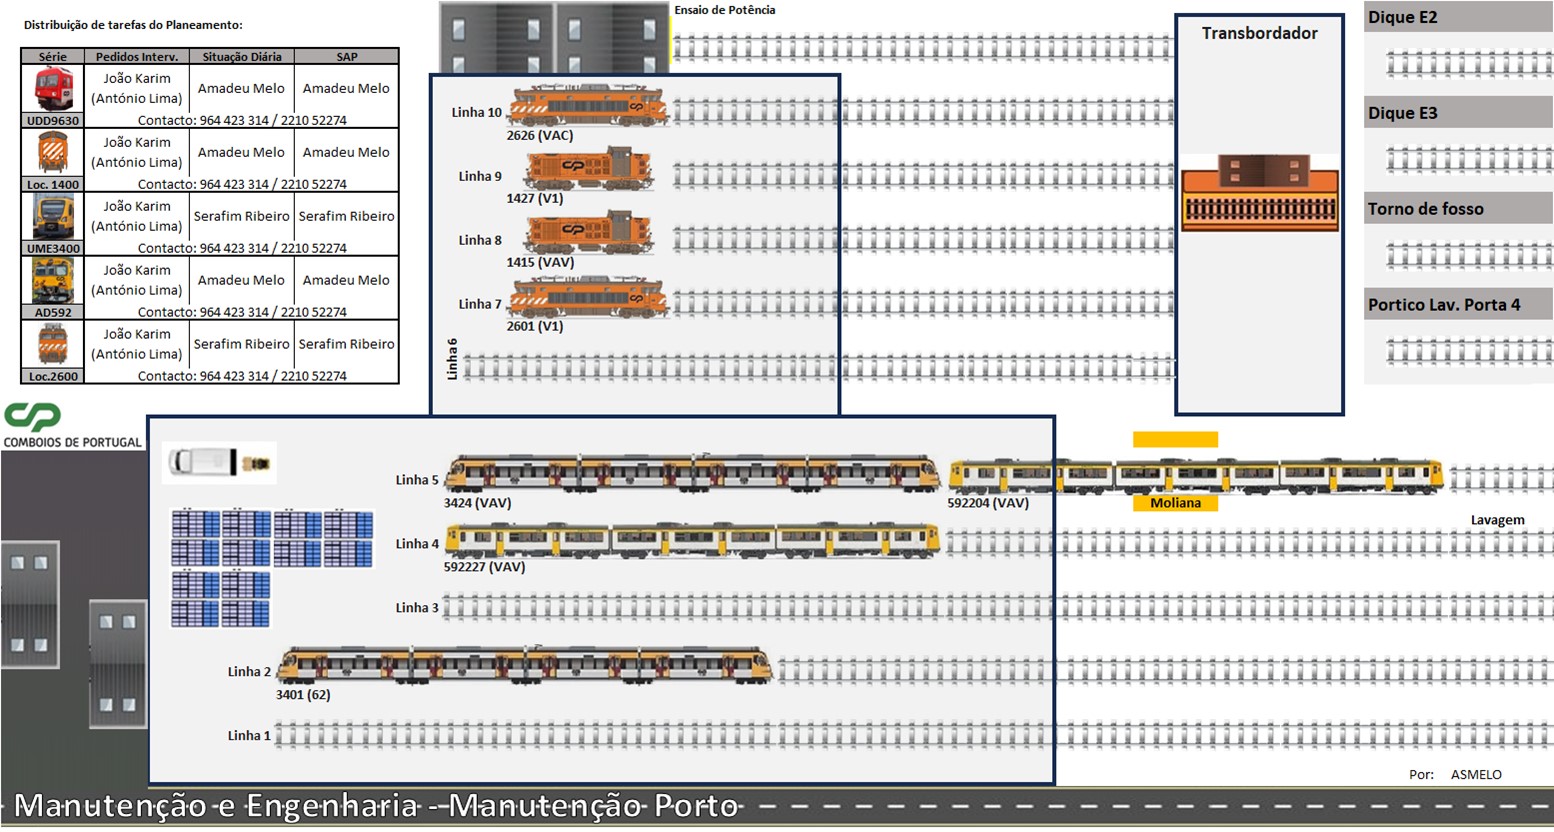 Distribuição de tarefas do Planeamento:
Série Pedidos Interv. Situação Diária SAP
João Karim
(António Lima) Amadeu Melo Amadeu Melo
UDD9630 Contacto: 964 423 314 / 2210 52274
João Karim
(António Lima) Amadeu Melo Amadeu Melo
Loc. 1400 Contacto: 964 423 314 / 2210 52274
João Karim
(António Lima) Serafim Ribeiro Serafim Ribeiro
UME3400 Contacto: 964 423 314 / 2210 52274
João Karim
(António Lima) Amadeu Melo Amadeu Melo
AD592 Contacto: 964 423 314 / 2210 52274
João Karim
(António Lima) Serafim Ribeiro Serafim Ribeiro
Loc.2600 Contacto: 964 423 314 / 2210 52274
CP
COMBOIOS DE PORTUGAL
Ensaio de Potência
Linha 10
2626 (VAC)
Linha 9
1427 (V1)
Linha 8
1415 (VAV)
Linha 7
2601 (V1)
Linha 6
Transbordador
Dique E2
Dique E3
Torno de fosso
Portico Lav. Porta 4
Linha 5
3424 (VAV)
592204 (VAV)
Moliana
Lavagem
Linha 4
592227 (VAV)
Linha 3
Linha 2
3401 (62)
Linha 1
Por: ASMELO
Manutenção e Engenharia - Manutenção Porto